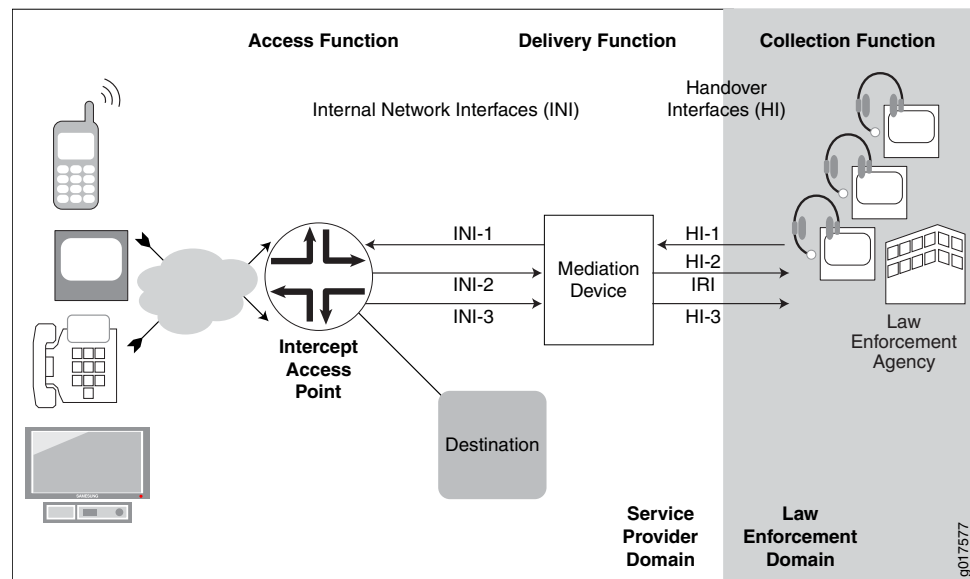 Access Function
Delivery Function
Collection Function
Internal Network Interfaces (INI)
Handover
Interfaces (HI)
INI-1
INI-2
INI-3
Mediation
Device
HI-1
HI-2
IRI
HI-3
Intercept
Access
Point
Law
Enforcement
Agency
Destination
SAMSUNG
Service
Provider
Domain
Law
Enforcement
Domain
g017577